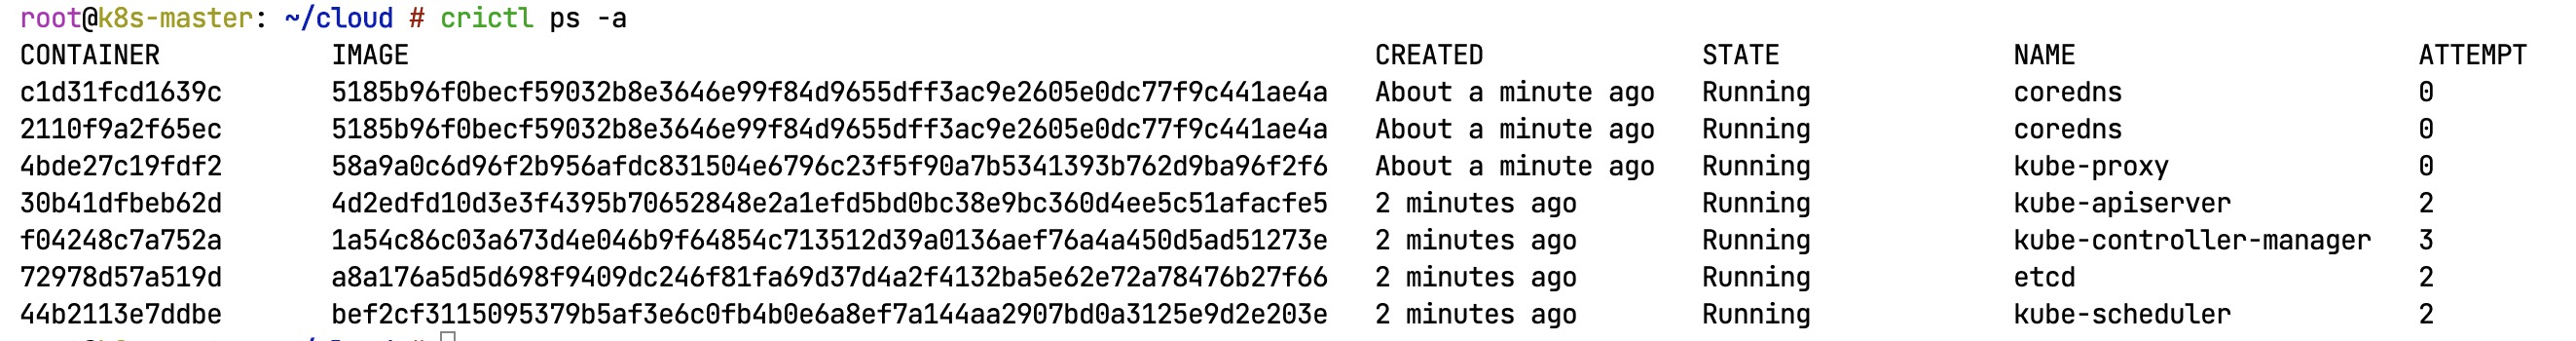 root@k8s-master: ~/cloud # crictl ps -a
CONTAINER IMAGE CREATED STATE NAME ATTEMPT
c1d31fcd1639c 5185b96f0becf59032b8e3646e99f84d9655dff3ac9e2605e0dc77f9c441ae4a About a minute ago Running coredns 0
2110f9a2f65ec 5185b96f0becf59032b8e3646e99f84d9655dff3ac9e2605e0dc77f9c441ae4a About a minute ago Running coredns 0
4bde27c19fdf2 58a9a0c6d96f2b956afdc831504e6796c23f5f90a7b5341393b762d9ba96f2f6 About a minute ago Running kube-proxy 0
30b41dfbeb62d 4d2edfd10d3e3f4395b70652848e2a1efd5bd0bc38e9bc360d4ee5c51afacfe5 2 minutes ago Running kube-apiserver 2
f04248c7a752a 1a54c86c03a673d4e046b9f64854c713512d39a0136aef76a4a450d5ad51273e 2 minutes ago Running kube-controller-manager 3
72978d57a519d a8a176a5d5d698f9409dc246f81fa69d37d4a2f4132ba5e62e72a78476b27f66 2 minutes ago Running etcd 2
44b2113e7ddbe bef2cf3115095379b5af3e6c0fb4b0e6a8ef7a144aa2907bd0a3125e9d2e203e 2 minutes ago Running kube-scheduler 2